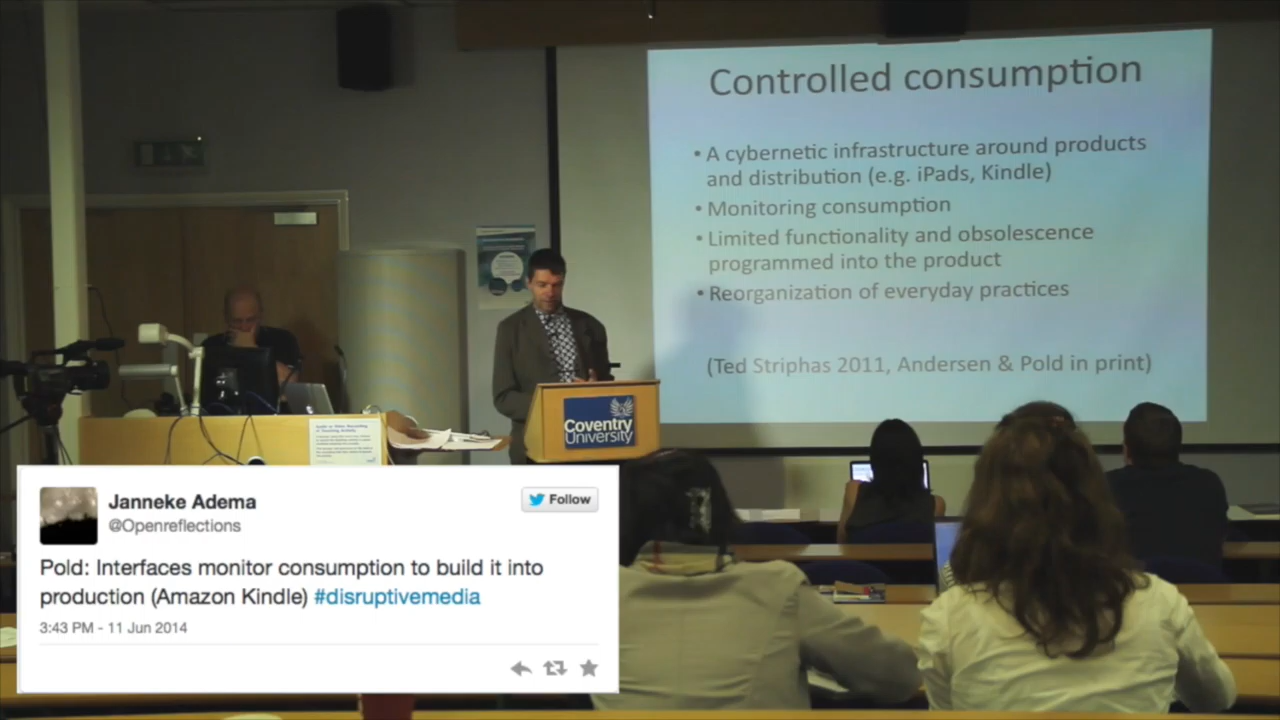 Controlled consumption
• A cybernetic infrastructure around products
and distribution (e.g. iPads, Kindle)
• Monitoring consumption
• Limited functionality and obsolescence
programmed into the product
• Reorganization of everyday practices
(Ted Striphas 2011, Andersen & Pold in print)
Coventry
University
Janneke Adema
@Openreflections
Follow
Pold: Interfaces monitor consumption to build it into
production (Amazon Kindle) #disruptivemedia
3:43 PM - 11 Jun 2014